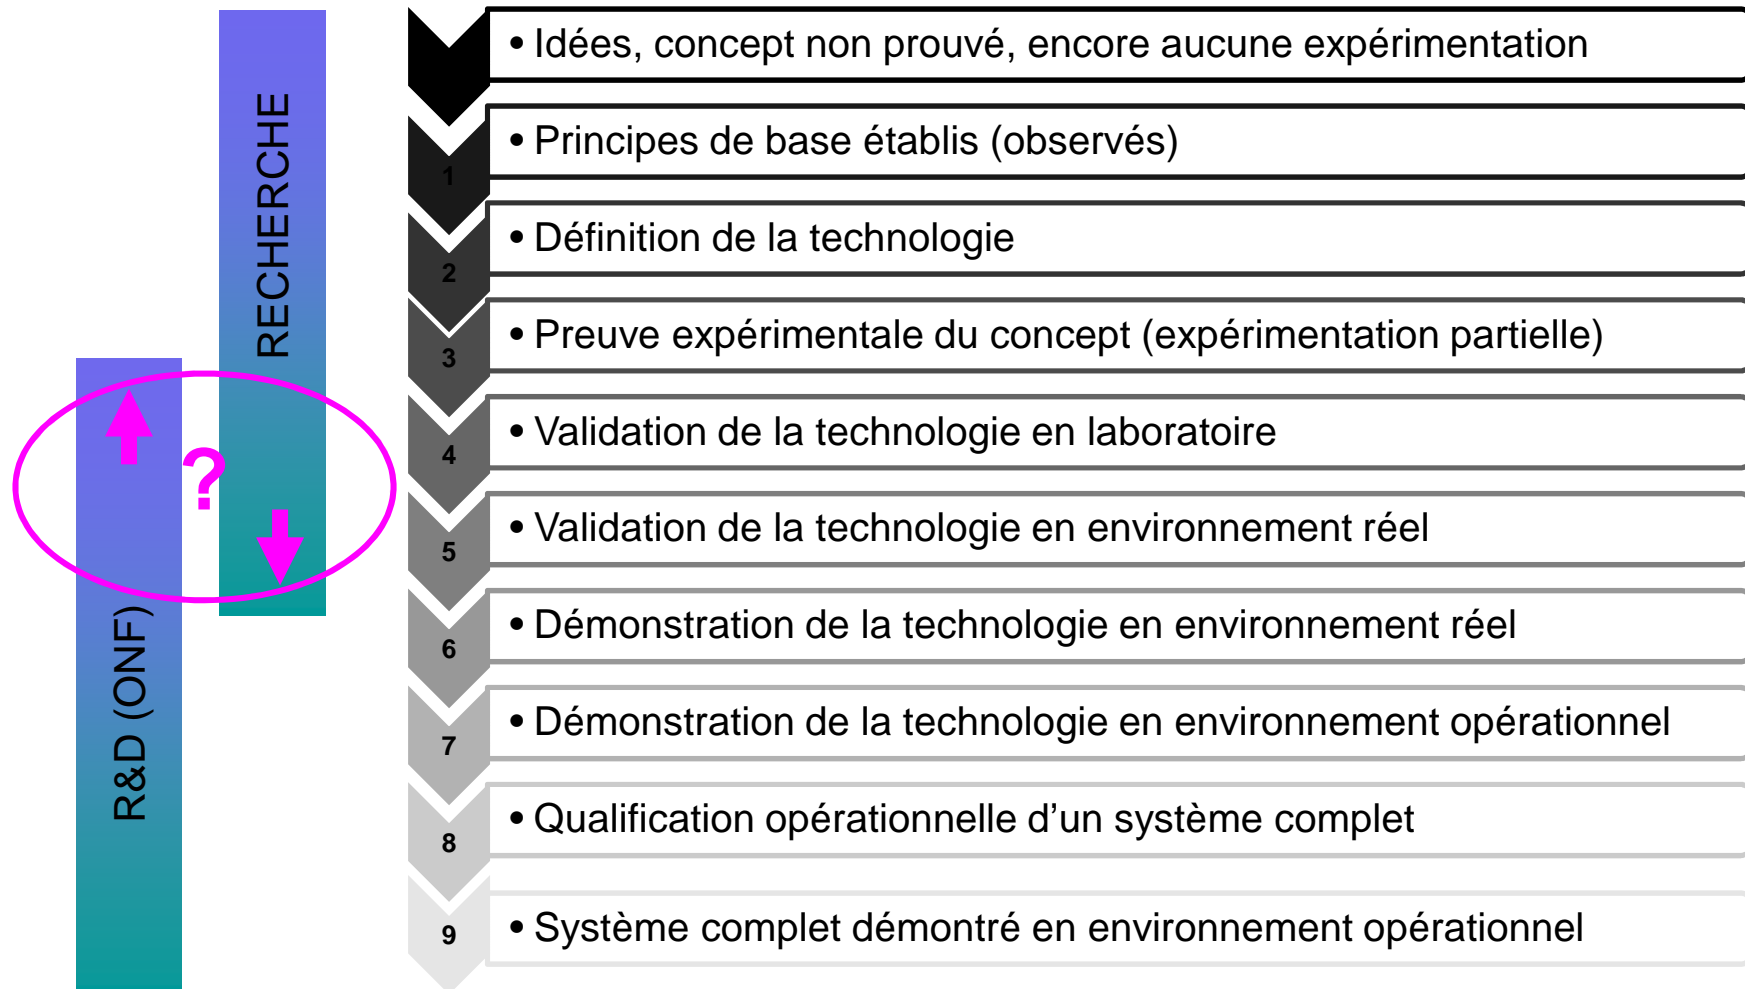 RECHERCHE
R&D (ONF)
?
• Idées, concept non prouvé, encore aucune expérimentation
1
• Principes de base établis (observés)
2
• Définition de la technologie
3
• Preuve expérimentale du concept (expérimentation partielle)
4
• Validation de la technologie en laboratoire
5
• Validation de la technologie en environnement réel
6
• Démonstration de la technologie en environnement réel
7
• Démonstration de la technologie en environnement opérationnel
8
• Qualification opérationnelle d’un système complet
9
• Système complet démontré en environnement opérationnel